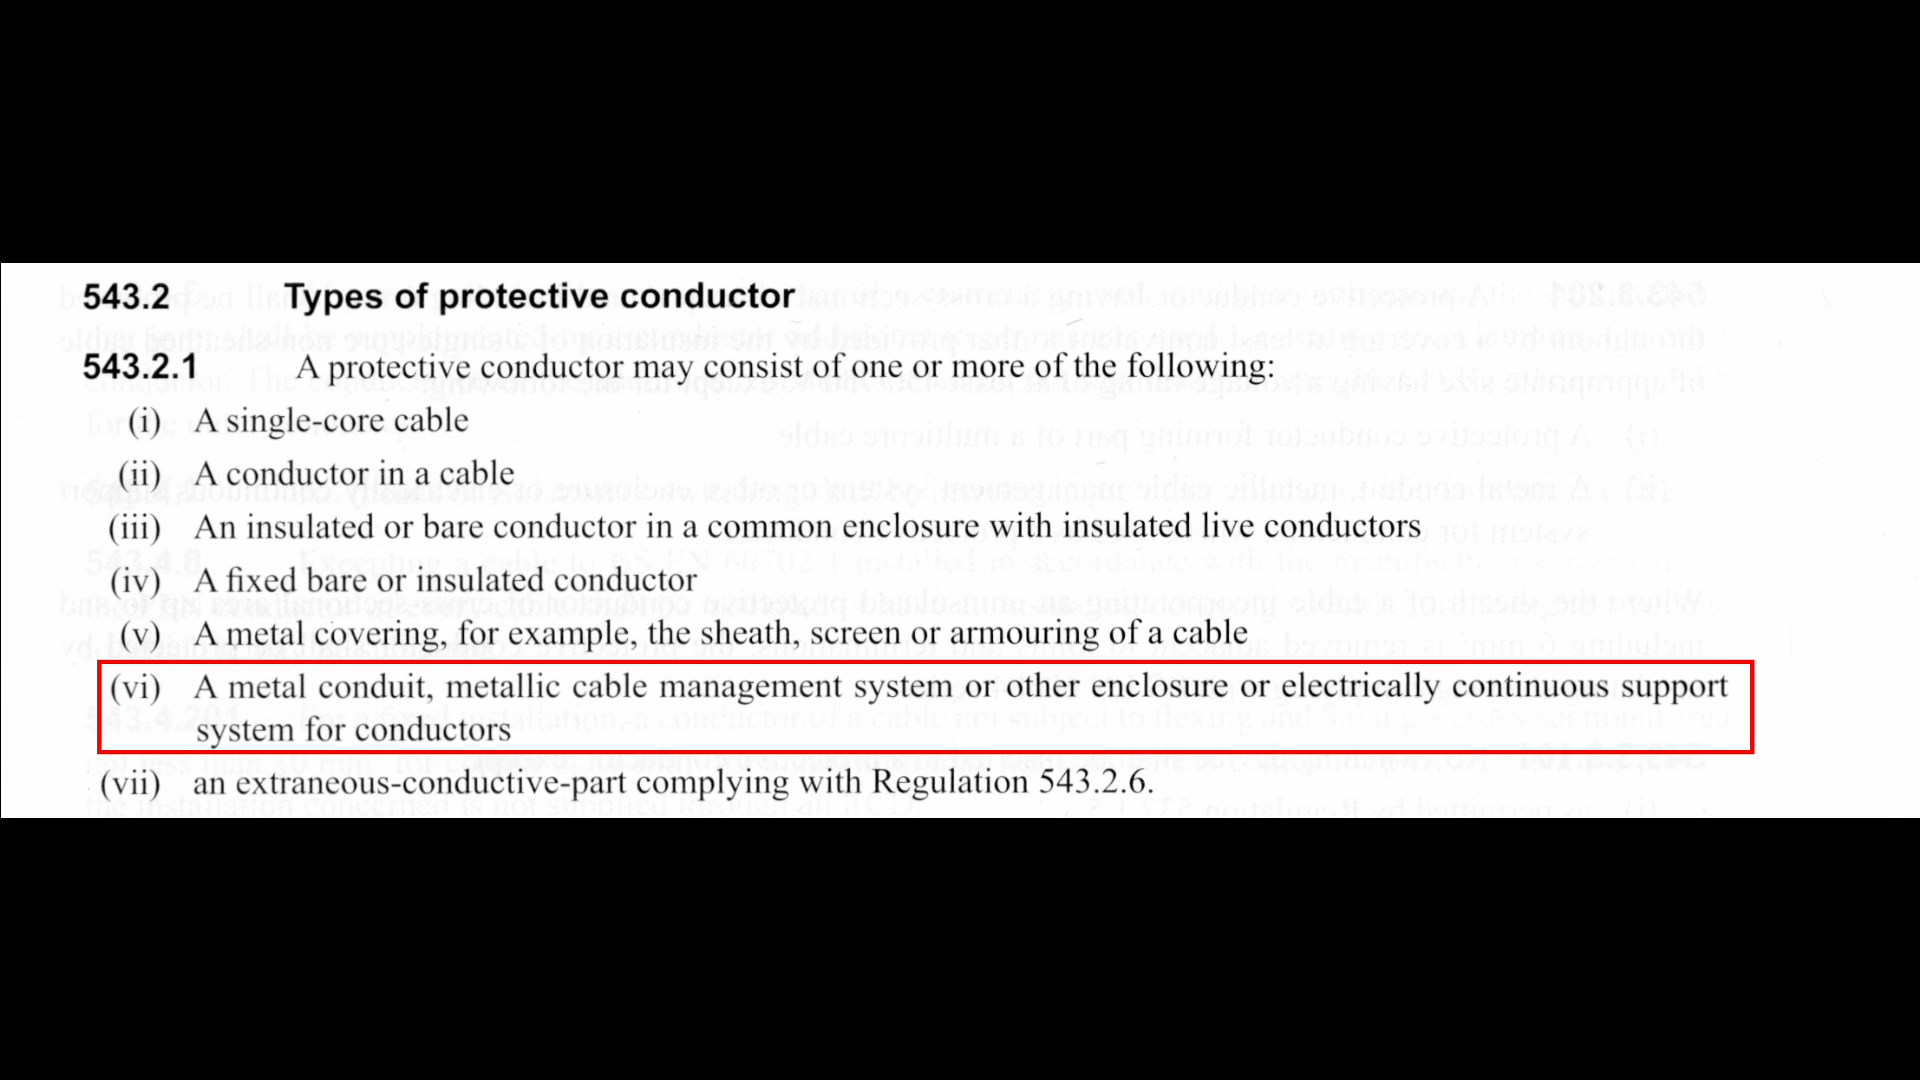 543.2 Types of protective conductor
543.2.1 A protective conductor may consist of one or more of the following:
(i) A single-core cable
(ii) A conductor in a cable
(iii) An insulated or bare conductor in a common enclosure with insulated live conductors
(iv) A fixed bare or insulated conductor
(v) A metal covering, for example, the sheath, screen or armouring of a cable
(vi) A metal conduit, metallic cable management system or other enclosure or electrically continuous support
system for conductors
(vii) an extraneous-conductive-part complying with Regulation 543.2.6.